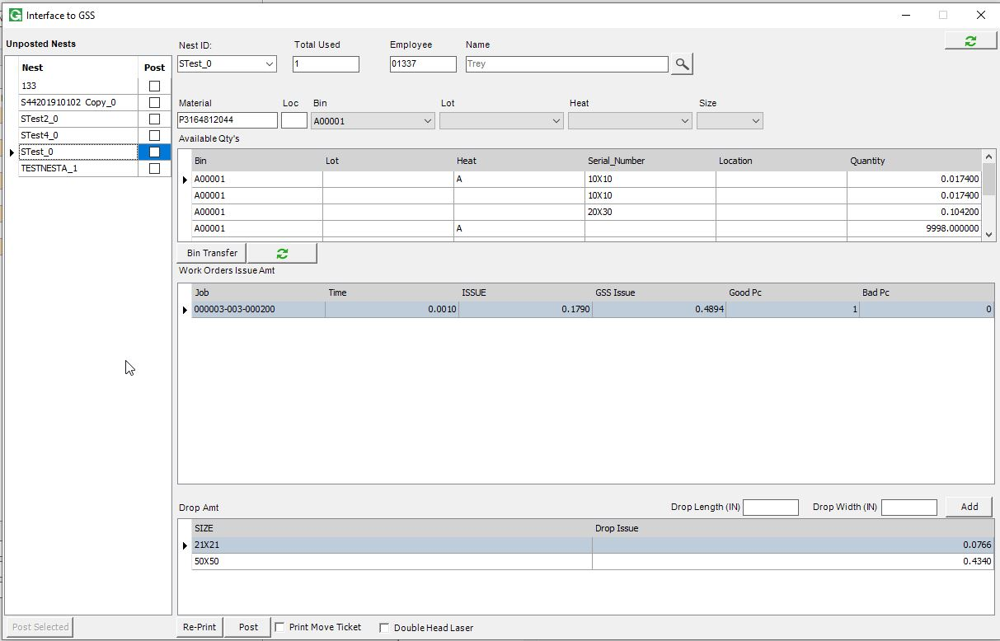 Interface to GSS
Unposted Nests
Nest Post
133
S44201910102 Copy_0
STest2_0
STest4_0
STest_0
TESTNESTA_1
Post Selected
Nest ID: Total Used Employee Name
STest_0 1 01337 Trey
Material Loc Bin Lot Heat Size
P3164812044 A00001
Available Qty's
Bin Lot Heat Serial_Number Location Quantity
A00001 A 10X10 0.017400
A00001 10X10 0.017400
A00001 20X30 0.104200
A00001 A 9998.000000
Bin Transfer
Work Orders Issue Amt
Job Time ISSUE GSS Issue Good Pc Bad Pc
000003-003-000200 0.0010 0.1790 0.4894 1 0
Drop Amt Drop Length (IN) Drop Width (IN) Add
SIZE Drop Issue
21X21 0.0766
50X50 0.4340
Re-Print Post Print Move Ticket Double Head Laser